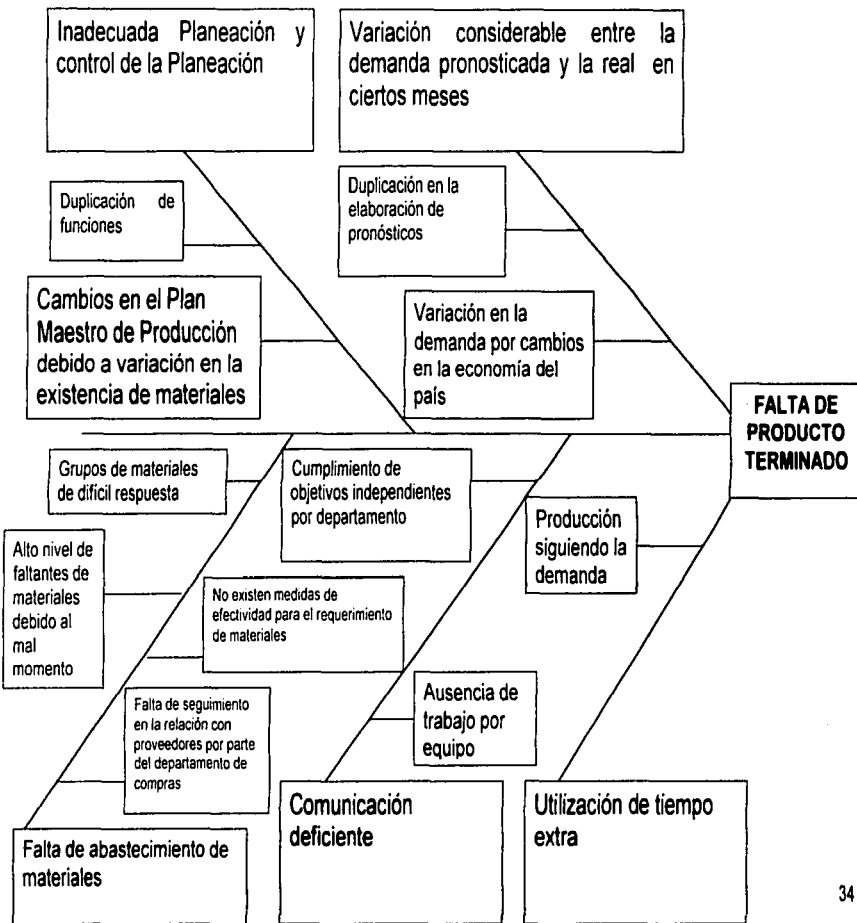 Inadecuada Planeación y
control de la Planeación
Variación considerable entre la
demanda pronosticada y la real en
ciertos meses
Duplicación de
funciones
Duplicación en la
elaboración de
pronósticos
Cambios en el Plan
Maestro de Producción
debido a variación en la
existencia de materiales
Variación en la
demanda por cambios
en la economía del
país
FALTA DE
PRODUCTO
TERMINADO
Grupos de materiales
de difícil respuesta
Cumplimiento de
objetivos independientes
por departamento
Producción
siguiendo la
demanda
Alto nivel de
faltantes de
materiales
debido al
mal
momento
No existen medidas de
efectividad para el requerimiento
de materiales
Falta de seguimiento
en la relación con
proveedores por parte
del departamento de
compras
Ausencia de
trabajo por
equipo
Falta de abastecimiento de
materiales
Comunicación
deficiente
Utilización de tiempo
extra
34